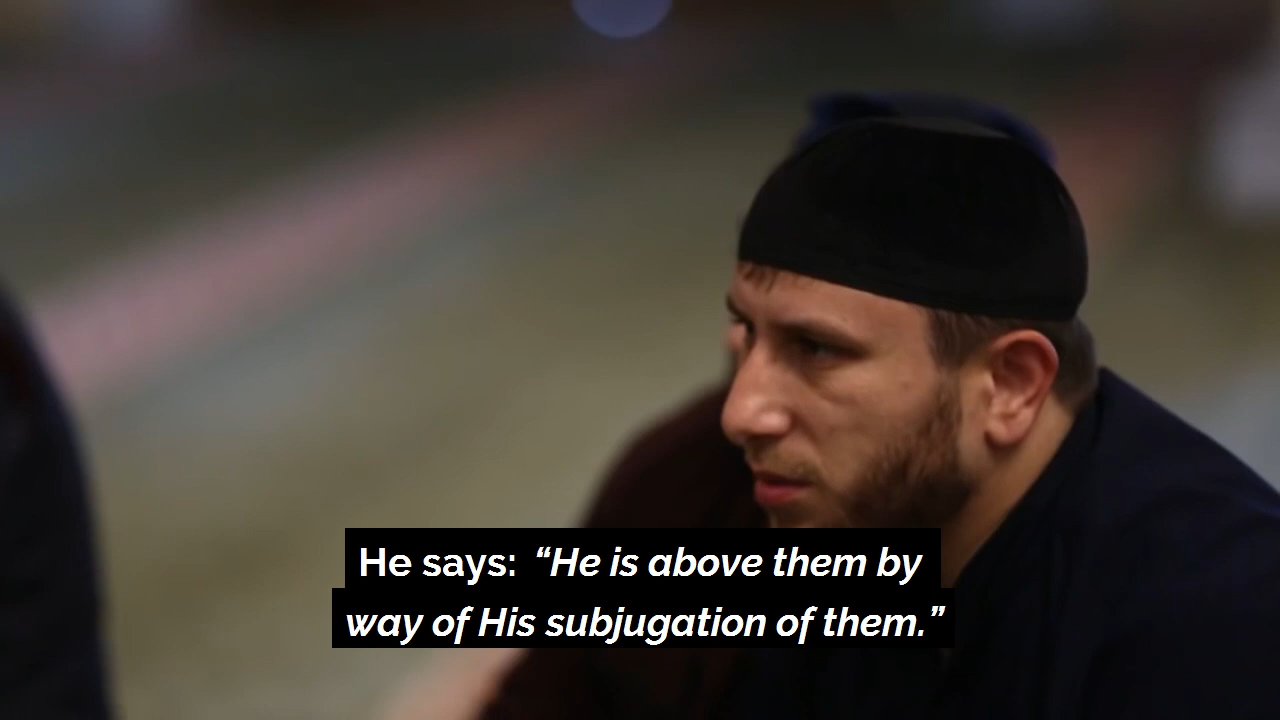 He says: “He is above them by
way of His subjugation of them.”